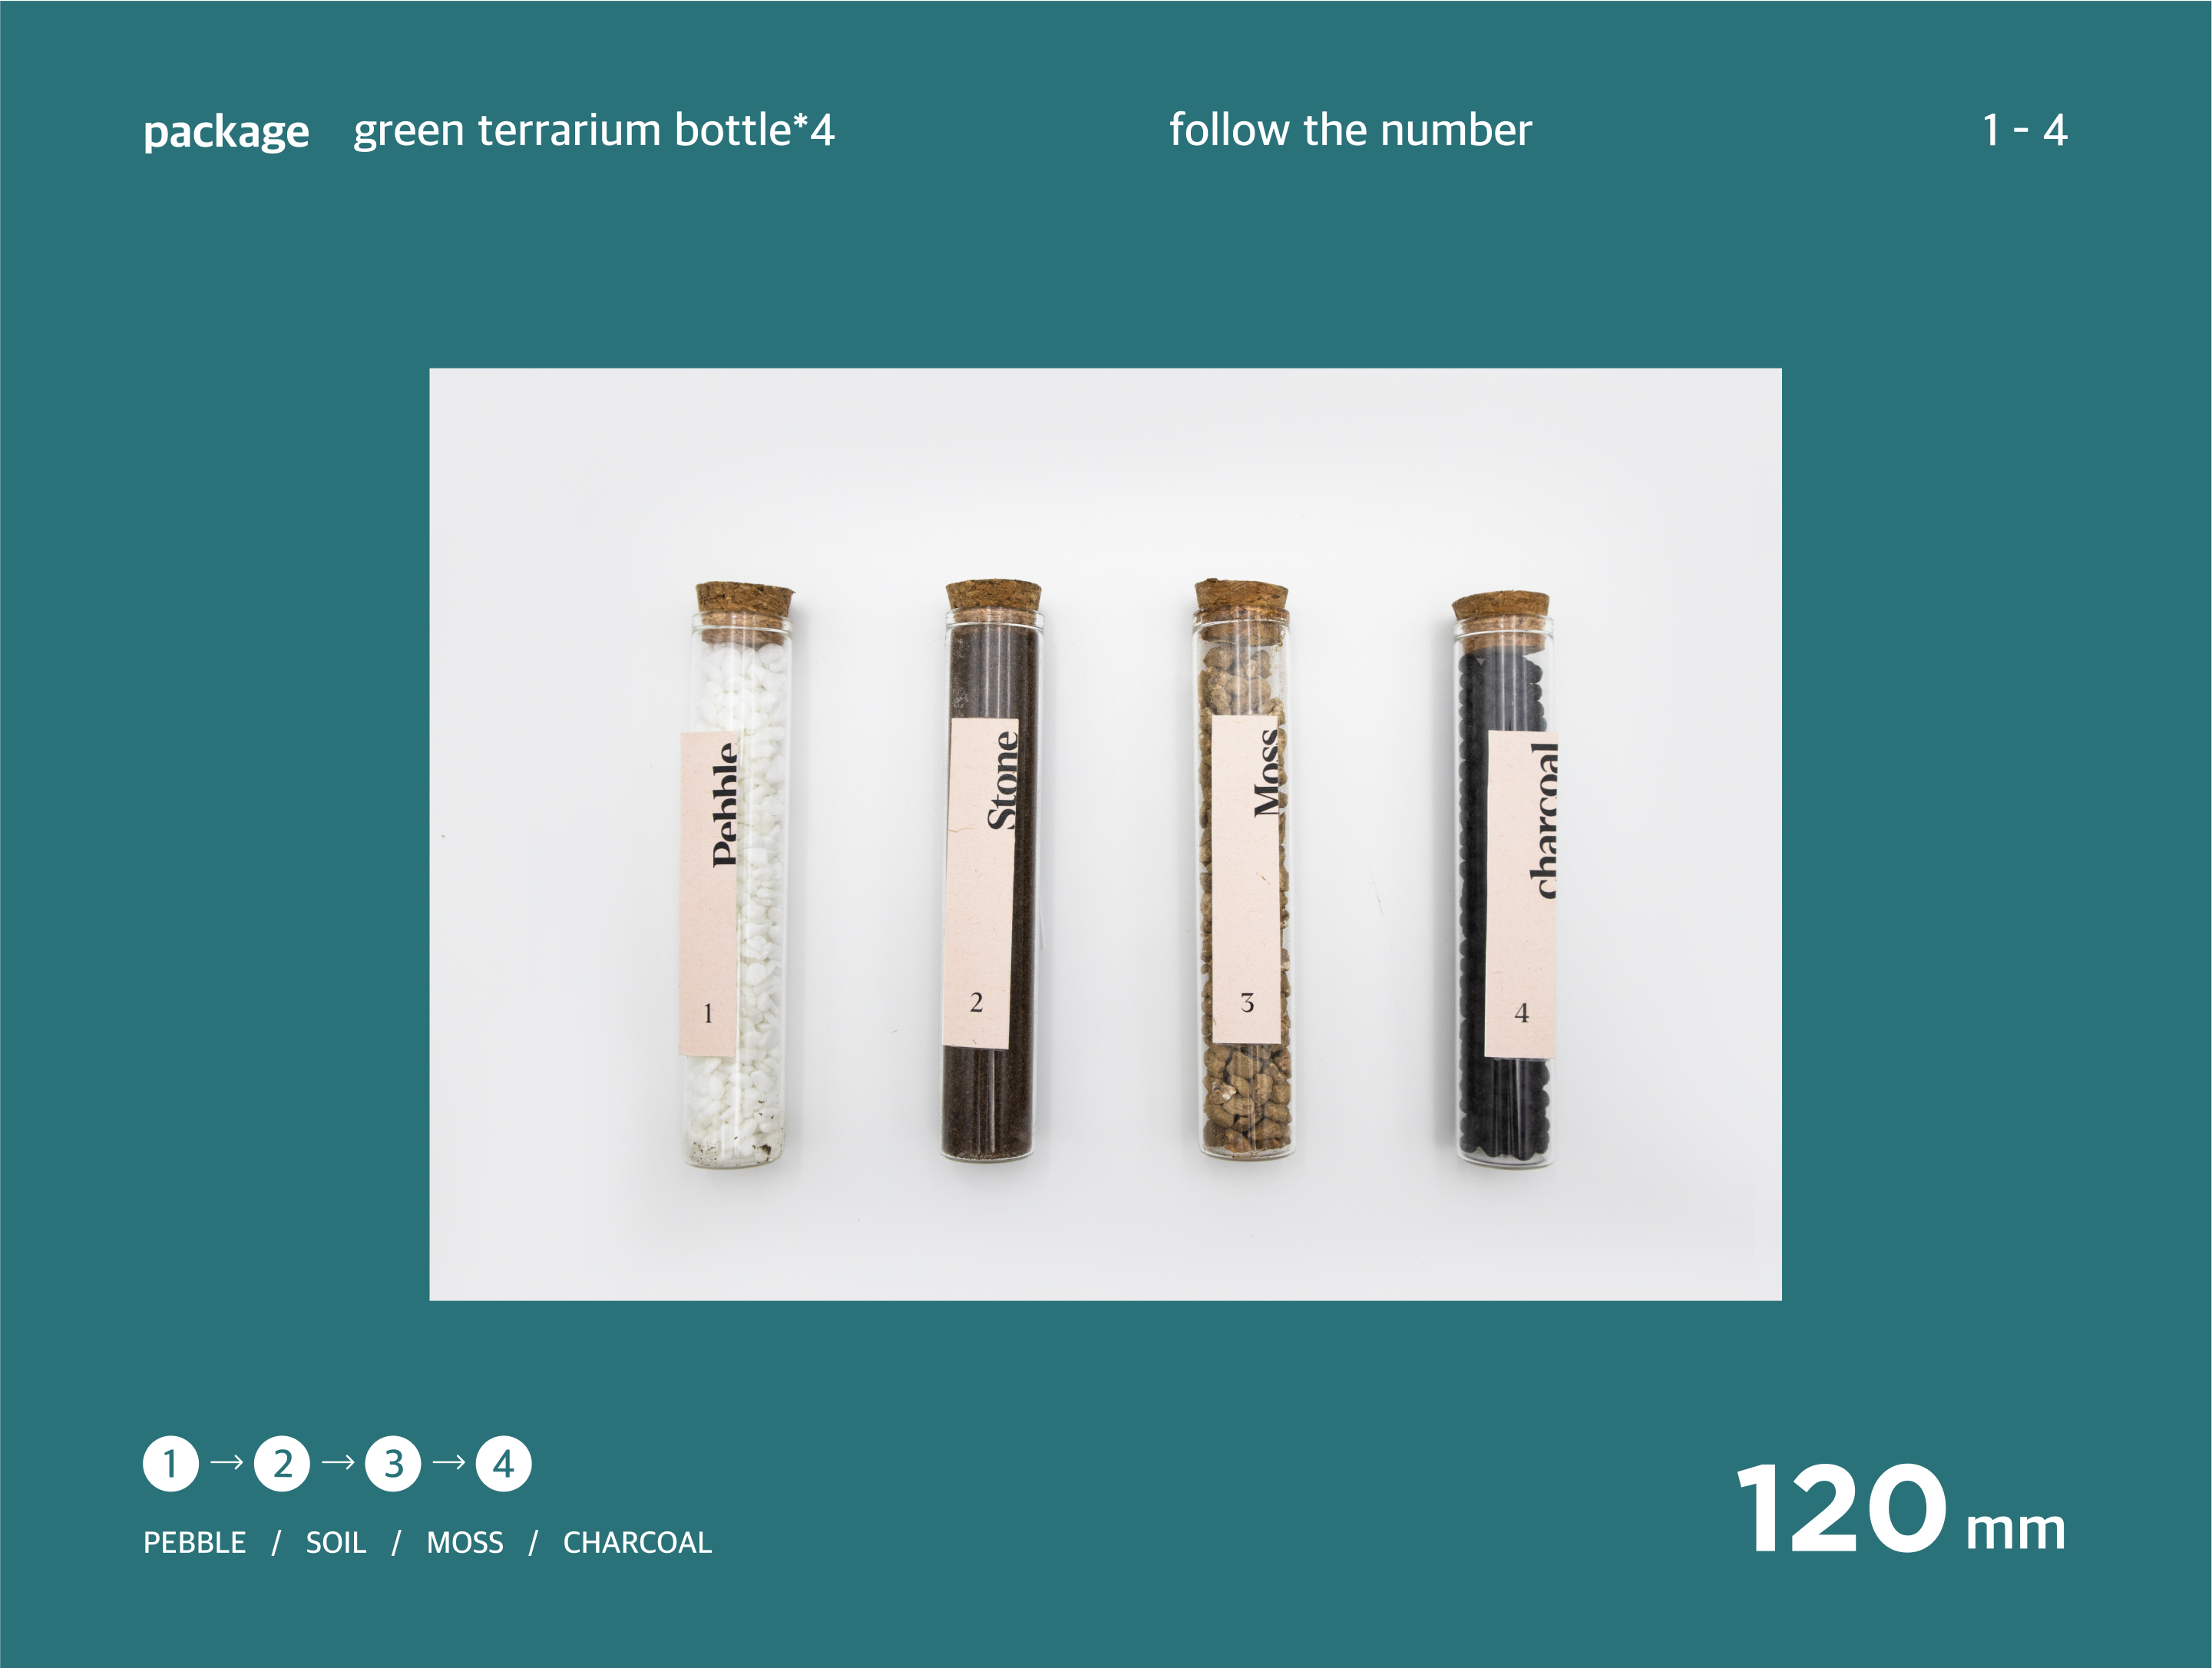 package green terrarium bottle*4
follow the number
1 - 4
Pebble
1
Stone
2
Moss
3
charcoal
4
1 → 2 → 3 → 4
PEBBLE / SOIL / MOSS / CHARCOAL
120 mm